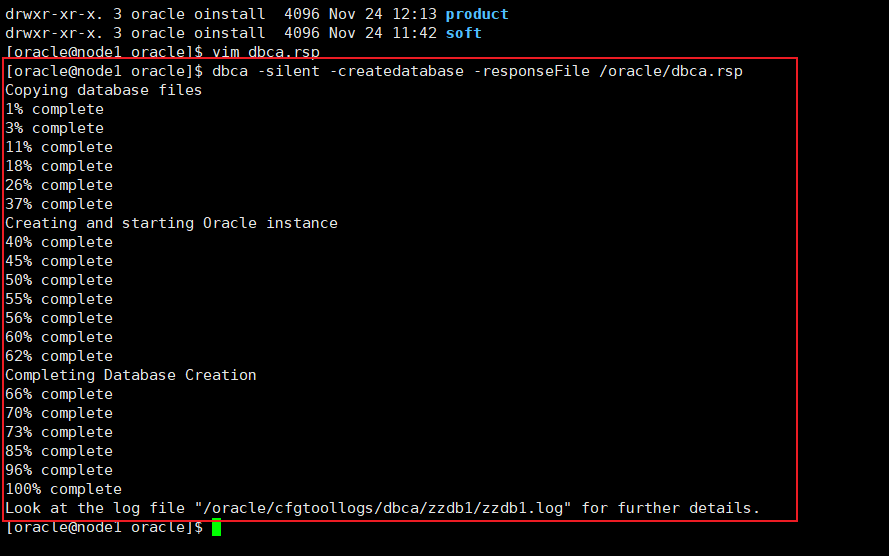 drwxr-xr-x. 3 oracle oinstall  4096 Nov 24 12:13 product
drwxr-xr-x. 3 oracle oinstall  4096 Nov 24 11:42 soft
[oracle@node1 oracle]$ vim dbca.rsp
[oracle@node1 oracle]$ dbca -silent -createdatabase -responseFile /oracle/dbca.rsp
Copying database files
1% complete
3% complete
11% complete
18% complete
26% complete
37% complete
Creating and starting Oracle instance
40% complete
45% complete
50% complete
55% complete
56% complete
60% complete
62% complete
Completing Database Creation
66% complete
70% complete
73% complete
85% complete
96% complete
100% complete
Look at the log file "/oracle/cfgtoollogs/dbca/zzdb1/zzdb1.log" for further details.
[oracle@node1 oracle]$